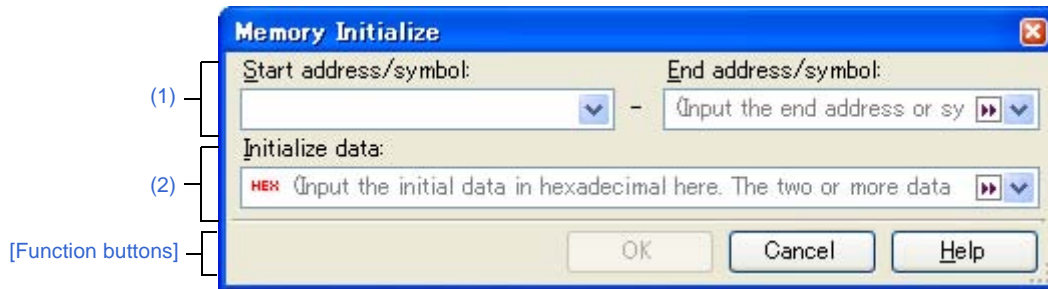 Memory Initialize
(1)
Start address/symbol:
End address/symbol:
-
(Input the end address or sy
(2)
Initialize data:
HEX (Input the initial data in hexadecimal here. The two or more data
[Function buttons]
OK
Cancel
Help